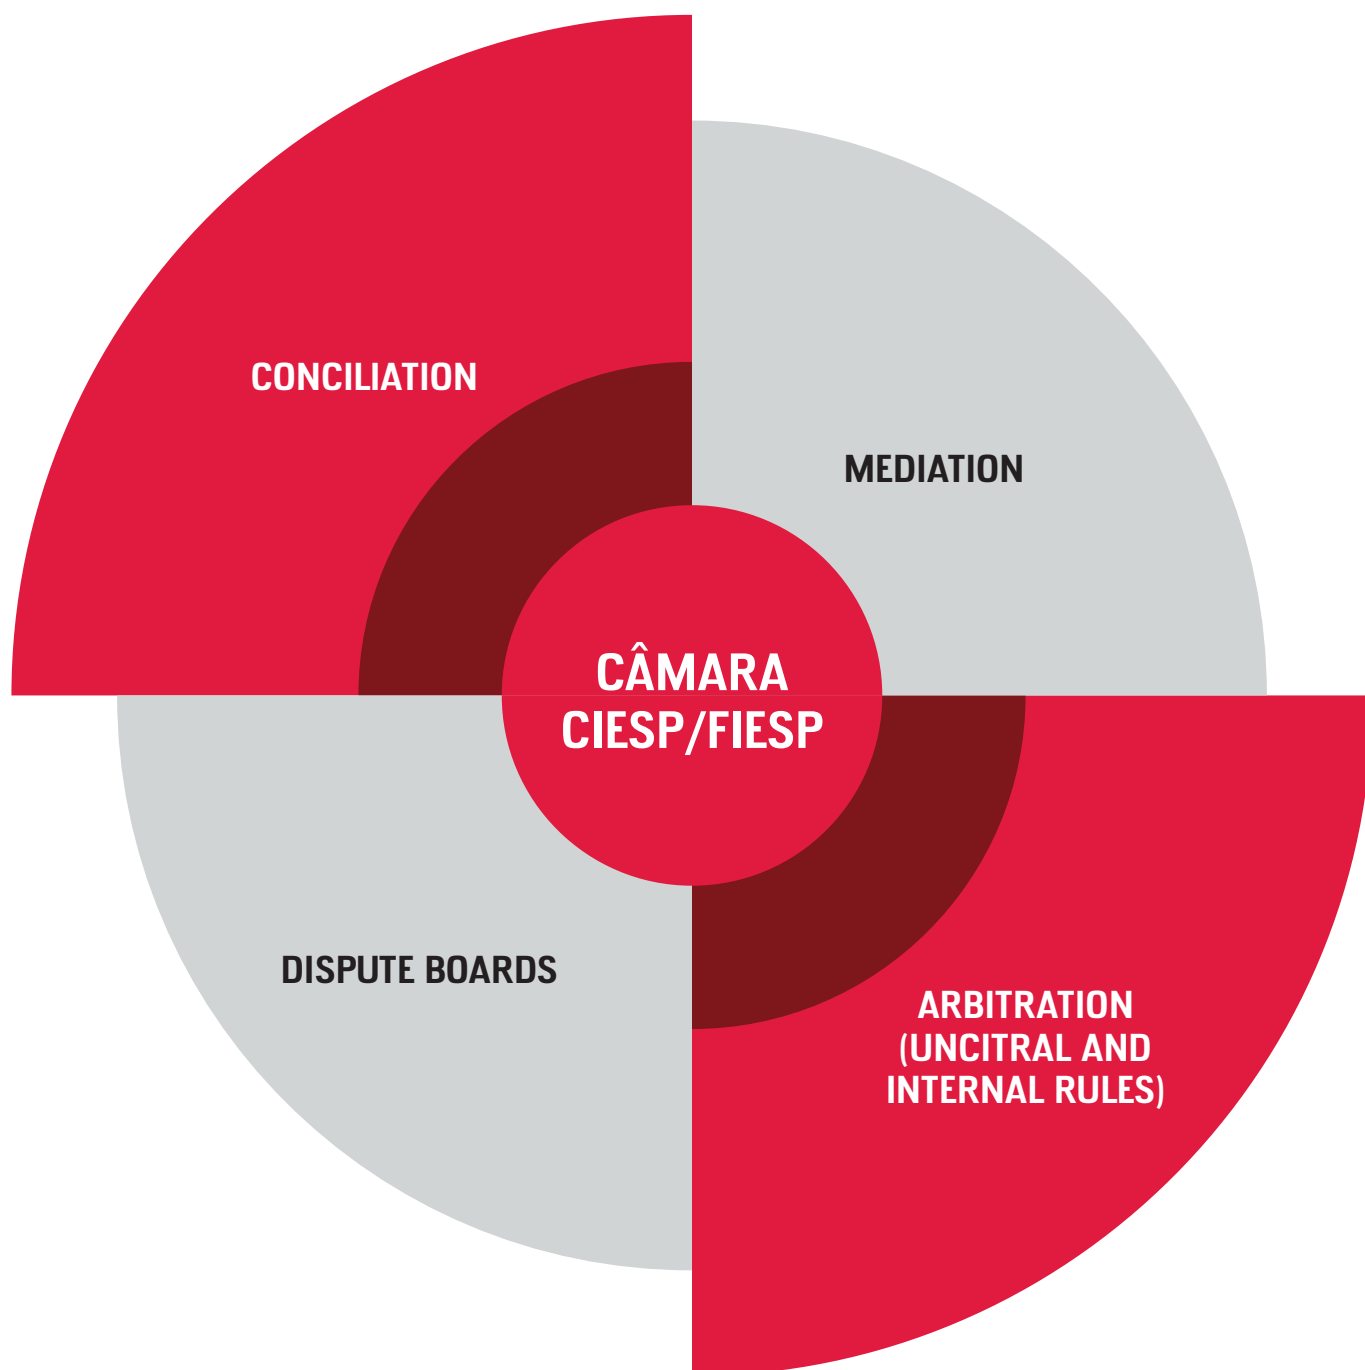 CONCILIATION
MEDIATION
CÂMARA
CIESP/FIESP
DISPUTE BOARDS
ARBITRATION
(UNCITRAL AND
INTERNAL RULES)